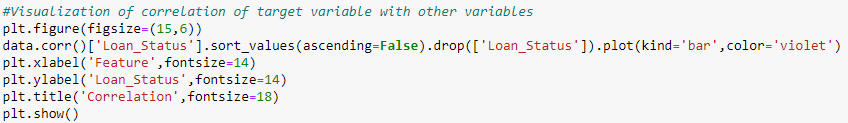 #Visualization of correlation of target variable with other variables
plt.figure(figsize=(15,6))
data.corr()['Loan_Status'].sort_values(ascending=False).drop(['Loan_Status']).plot(kind='bar',color='violet')
plt.xlabel('Feature',fontsize=14)
plt.ylabel('Loan_Status',fontsize=14)
plt.title('Correlation',fontsize=18)
plt.show()